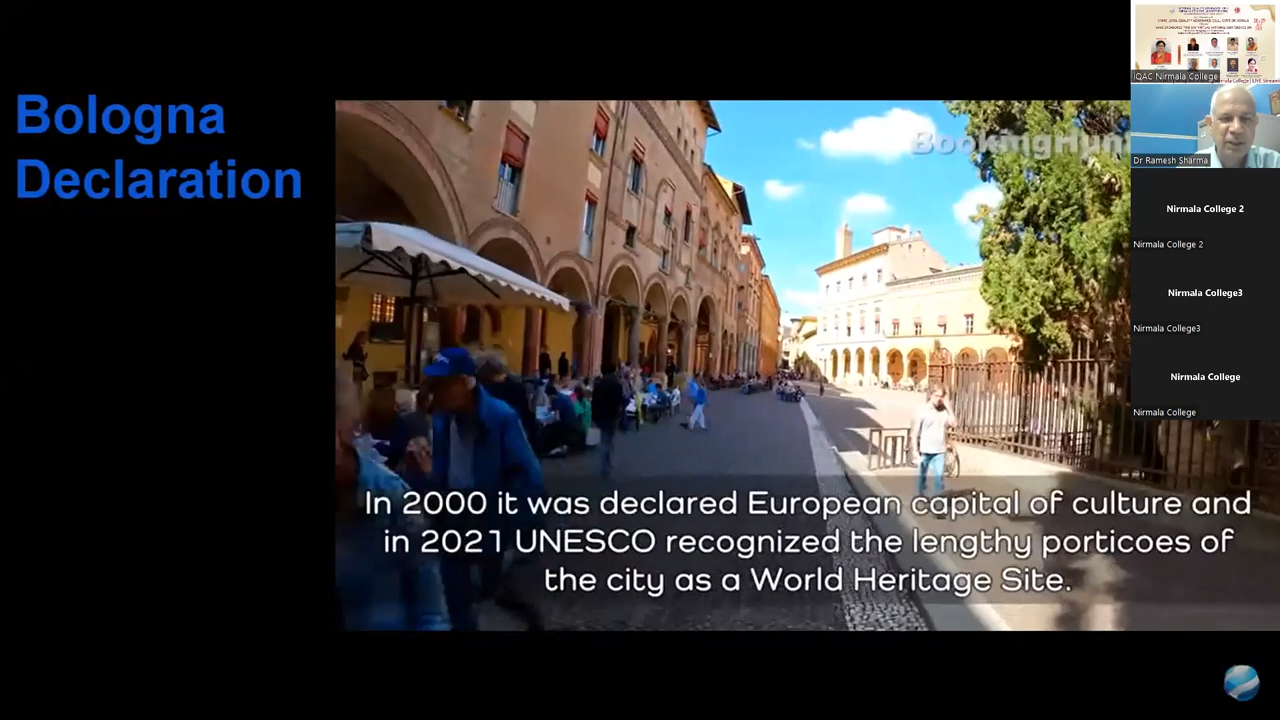 Bologna
Declaration
BookingHun
In 2000 it was declared European capital of culture and
in 2021 UNESCO recognized the lengthy porticoes of
the city as a World Heritage Site.
IQAC Nirmala College
Dr Ramesh Sharma
Nirmala College 2
Nirmala College 2
Nirmala College3
Nirmala College3
Nirmala College
Nirmala College